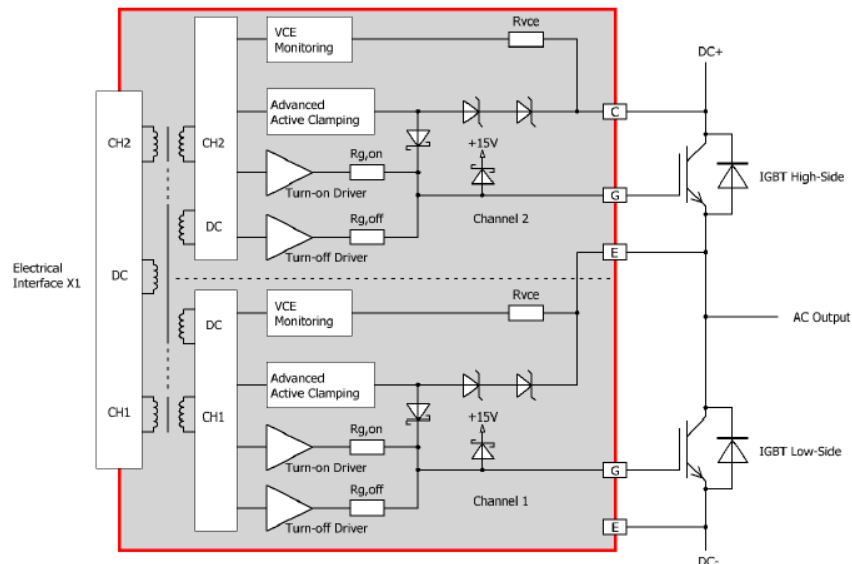 VCE
Monitoring
Rvce
DC+
Advanced
Active Clamping
C
CH2
CH2
+15V
Rg,on
Turn-on Driver
IGBT High-Side
G
Rg,off
Channel 2
DC
Turn-off Driver
E
Electrical
Interface X1
DC
VCE
Monitoring
Rvce
DC
AC Output
Advanced
Active Clamping
CH1
CH1
+15V
Rg,on
Turn-on Driver
IGBT Low-Side
G
Rg,off
Channel 1
Turn-off Driver
E
DC-